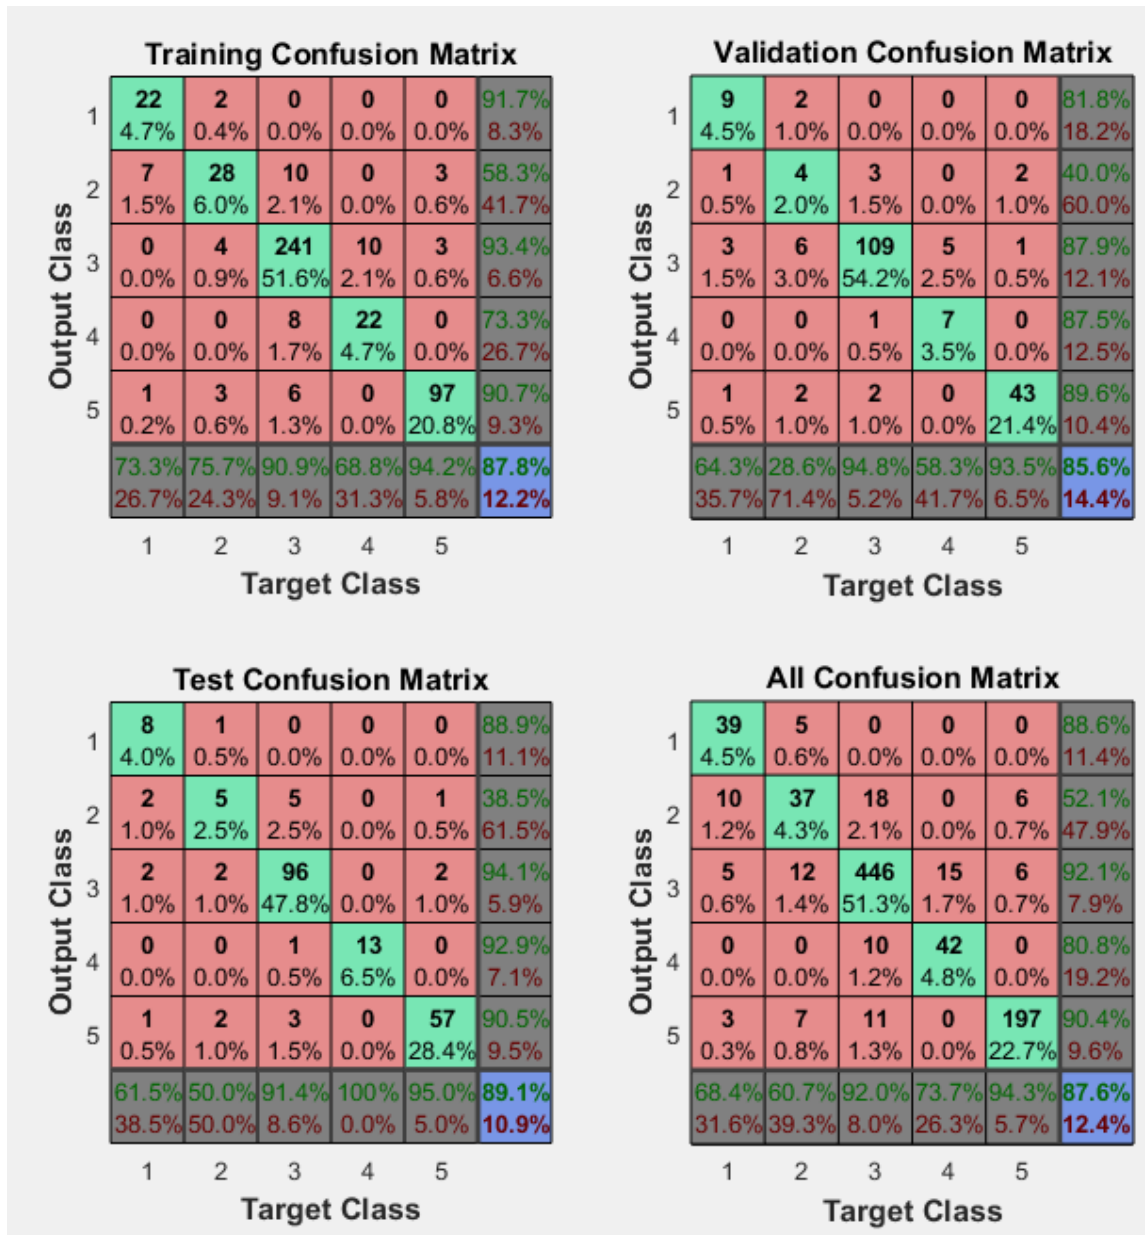 Training Confusion Matrix
1 22 2 0 0 0 91.7%
4.7% 0.4% 0.0% 0.0% 0.0% 8.3%
2 7 28 10 0 3 58.3%
1.5% 6.0% 2.1% 0.0% 0.6% 41.7%
3 0 4 241 10 3 93.4%
0.0% 0.9% 51.6% 2.1% 0.6% 6.6%
4 0 0 8 22 0 73.3%
0.0% 0.0% 1.7% 4.7% 0.0% 26.7%
5 1 3 6 0 97 90.7%
0.2% 0.6% 1.3% 0.0% 20.8% 9.3%
73.3% 75.7% 90.9% 68.8% 94.2% 87.8%
26.7% 24.3% 9.1% 31.3% 5.8% 12.2%
1 2 3 4 5
Target Class
Output Class
Validation Confusion Matrix
1 9 2 0 0 0 81.8%
4.5% 1.0% 0.0% 0.0% 0.0% 18.2%
2 1 4 3 0 2 40.0%
0.5% 2.0% 1.5% 0.0% 1.0% 60.0%
3 3 6 109 5 1 87.9%
1.5% 3.0% 54.2% 2.5% 0.5% 12.1%
4 0 0 1 7 0 87.5%
0.0% 0.0% 0.5% 3.5% 0.0% 12.5%
5 1 2 2 0 43 89.6%
0.5% 1.0% 1.0% 0.0% 21.4% 10.4%
64.3% 28.6% 94.8% 58.3% 93.5% 85.6%
35.7% 71.4% 5.2% 41.7% 6.5% 14.4%
1 2 3 4 5
Target Class
Output Class
Test Confusion Matrix
1 8 1 0 0 0 88.9%
4.0% 0.5% 0.0% 0.0% 0.0% 11.1%
2 2 5 5 0 1 38.5%
1.0% 2.5% 2.5% 0.0% 0.5% 61.5%
3 2 2 96 0 2 94.1%
1.0% 1.0% 47.8% 0.0% 1.0% 5.9%
4 0 0 1 13 0 92.9%
0.0% 0.0% 0.5% 6.5% 0.0% 7.1%
5 1 2 3 0 57 90.5%
0.5% 1.0% 1.5% 0.0% 28.4% 9.5%
61.5% 50.0% 91.4% 100% 95.0% 89.1%
38.5% 50.0% 8.6% 0.0% 5.0% 10.9%
1 2 3 4 5
Target Class
Output Class
All Confusion Matrix
1 39 5 0 0 0 88.6%
4.5% 0.6% 0.0% 0.0% 0.0% 11.4%
2 10 37 18 0 6 52.1%
1.2% 4.3% 2.1% 0.0% 0.7% 47.9%
3 5 12 446 15 6 92.1%
0.6% 1.4% 51.3% 1.7% 0.7% 7.9%
4 0 0 10 42 0 80.8%
0.0% 0.0% 1.2% 4.8% 0.0% 19.2%
5 3 7 11 0 197 90.4%
0.3% 0.8% 1.3% 0.0% 22.7% 9.6%
68.4% 60.7% 92.0% 73.7% 94.3% 87.6%
31.6% 39.3% 8.0% 26.3% 5.7% 12.4%
1 2 3 4 5
Target Class
Output Class